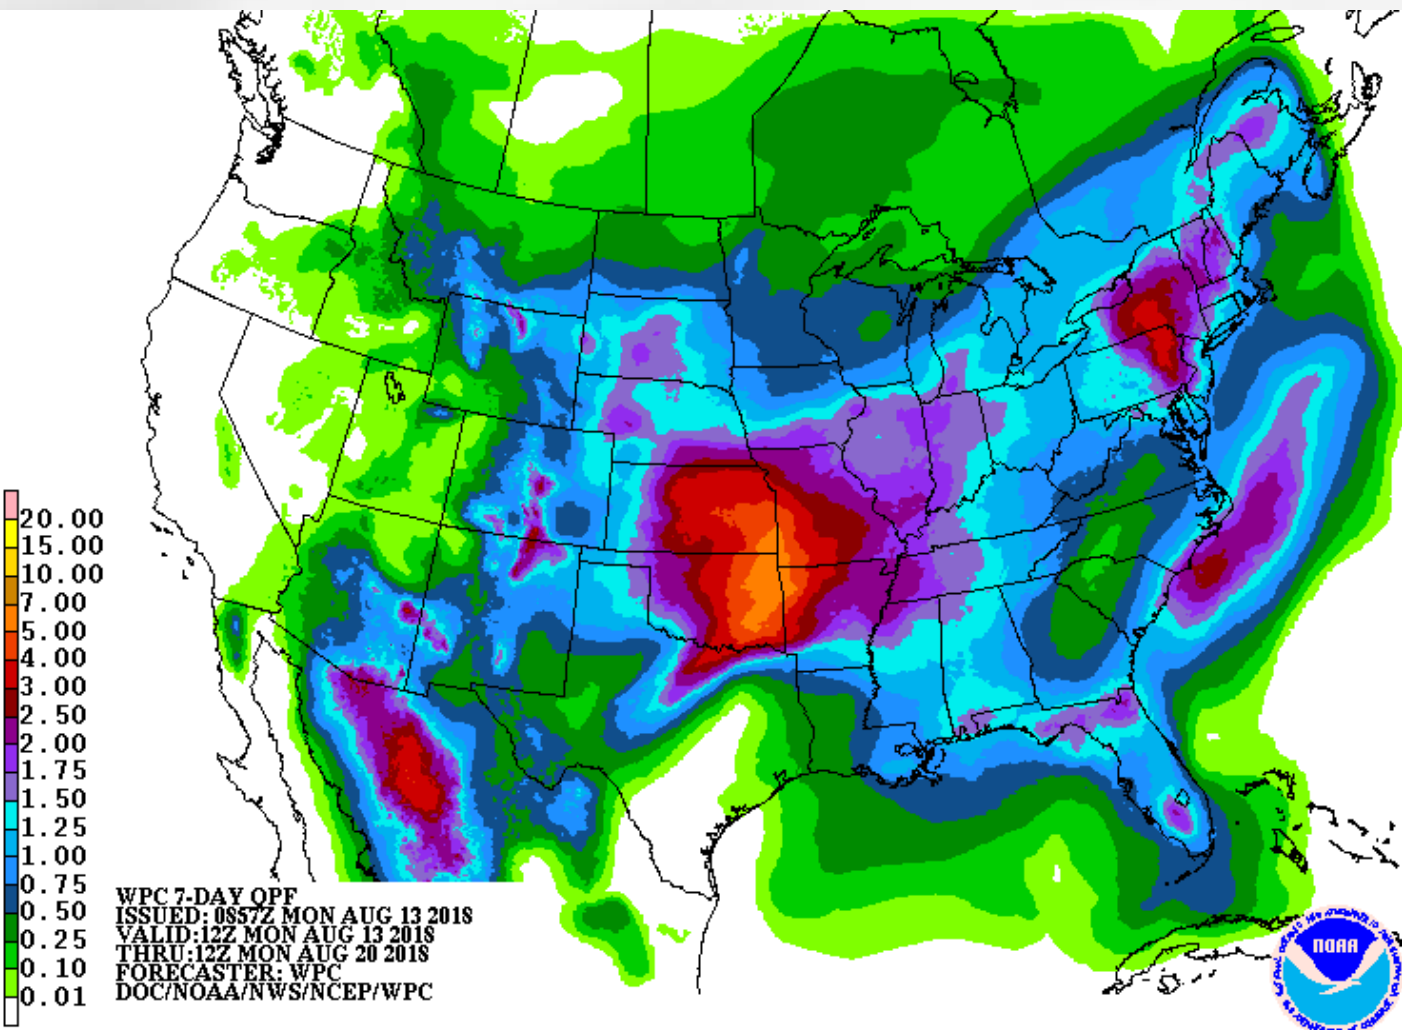 20.00
15.00
10.00
7.00
5.00
4.00
3.00
2.50
2.00
1.75
1.50
1.25
1.00
0.75
0.50
0.25
0.10
0.01
WPC 7-DAY QPF
ISSUED: 0857Z MON AUG 13 2018
VALID:12Z MON AUG 13 2018
THRU:12Z MON AUG 20 2018
FORECASTER: WPC
DOC/NOAA/NWS/NCEP/WPC
NOAA